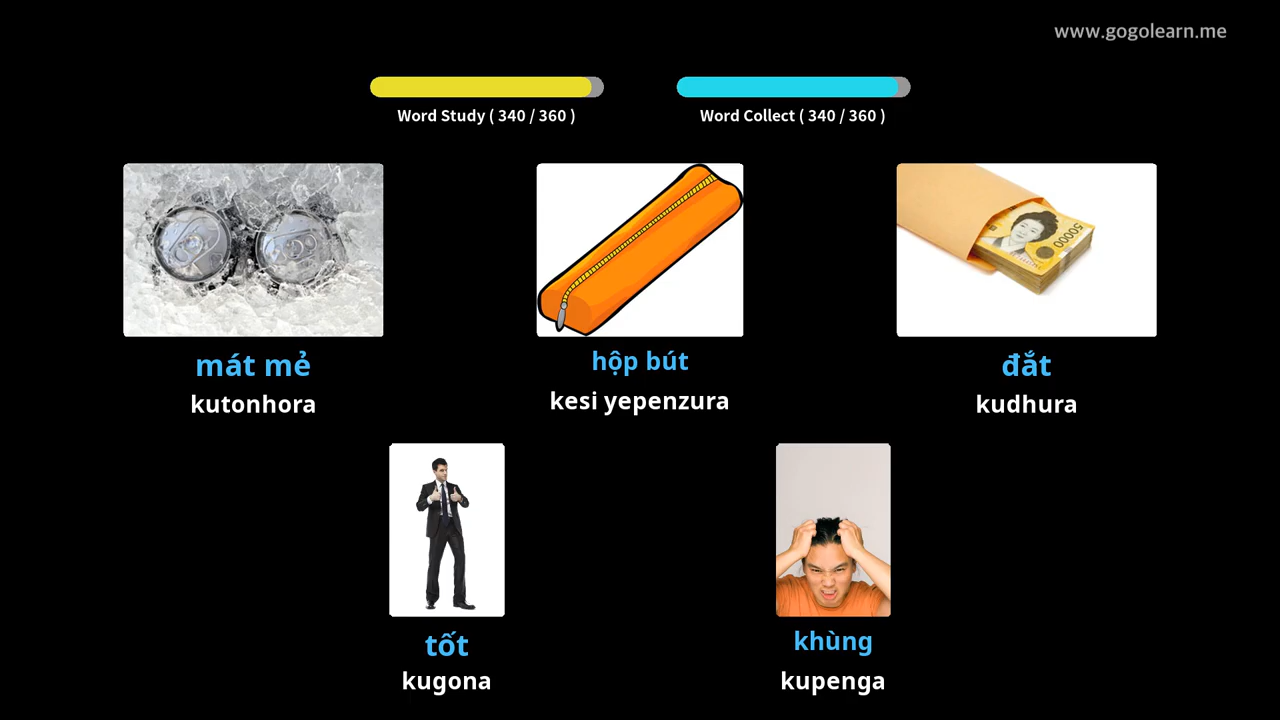 www.gogolearn.me
Word Study ( 340 / 360 )
Word Collect ( 340 / 360 )
50000
mát mẻ
kutonhora
hộp bút
kesi yepenzura
đắt
kudhura
tốt
kugona
khùng
kupenga